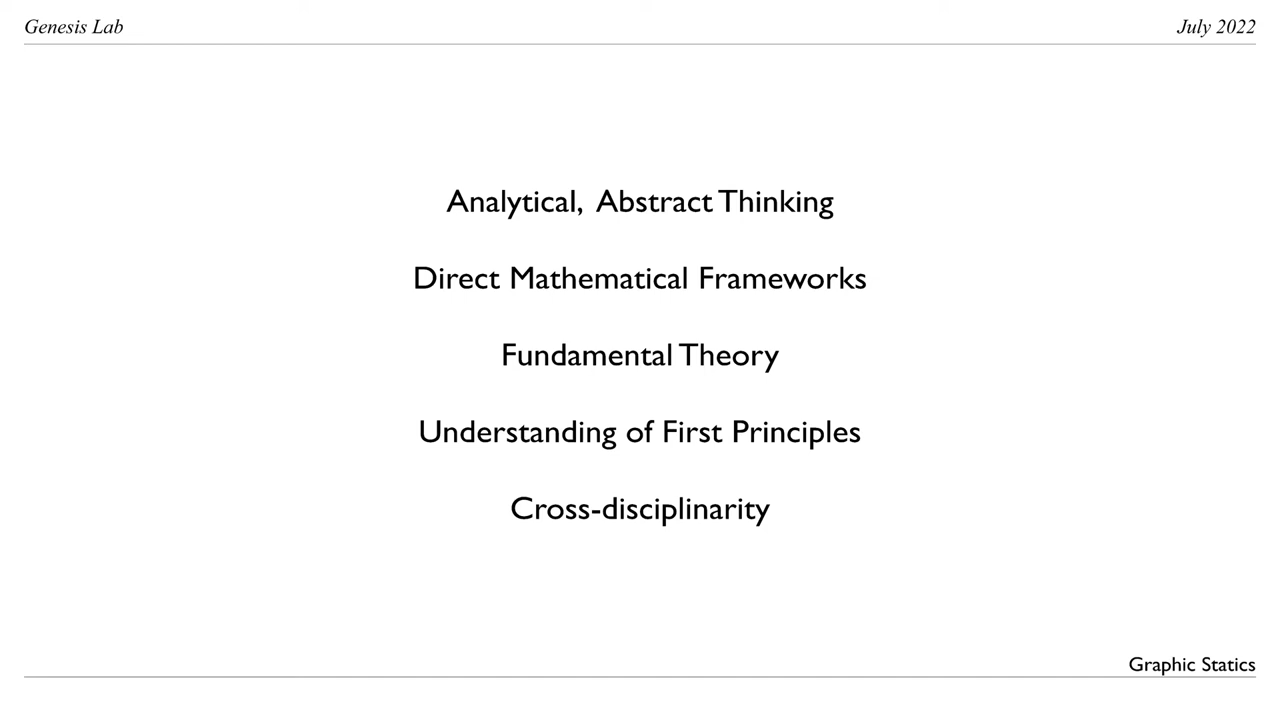 Genesis Lab
July 2022
Analytical, Abstract Thinking
Direct Mathematical Frameworks
Fundamental Theory
Understanding of First Principles
Cross-disciplinarity
Graphic Statics